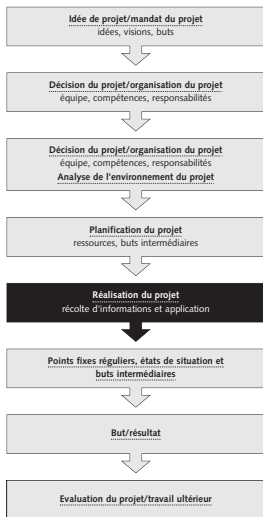 Idée de projet/mandat du projet
idées, visions, buts
Décision du projet/organisation du projet
équipe, compétences, responsabilités
Décision du projet/organisation du projet
équipe, compétences, responsabilités
Analyse de l'environnement du projet
Planification du projet
ressources, buts intermédiaires
Réalisation du projet
récolte d'informations et application
Points fixes réguliers, états de situation et
buts intermédiaires
But/résultat
Evaluation du projet/travail ultérieur